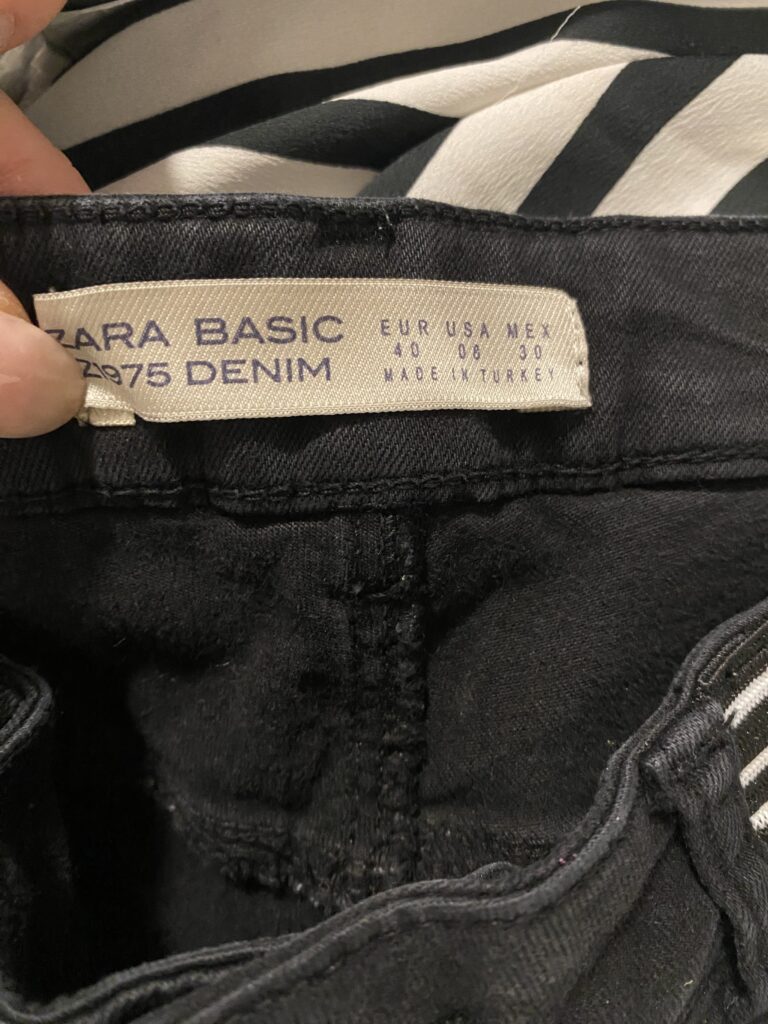 ZARA BASIC
Z1975 DENIM
EUR USA MEX
40 08 30
MADE IN TURKEY